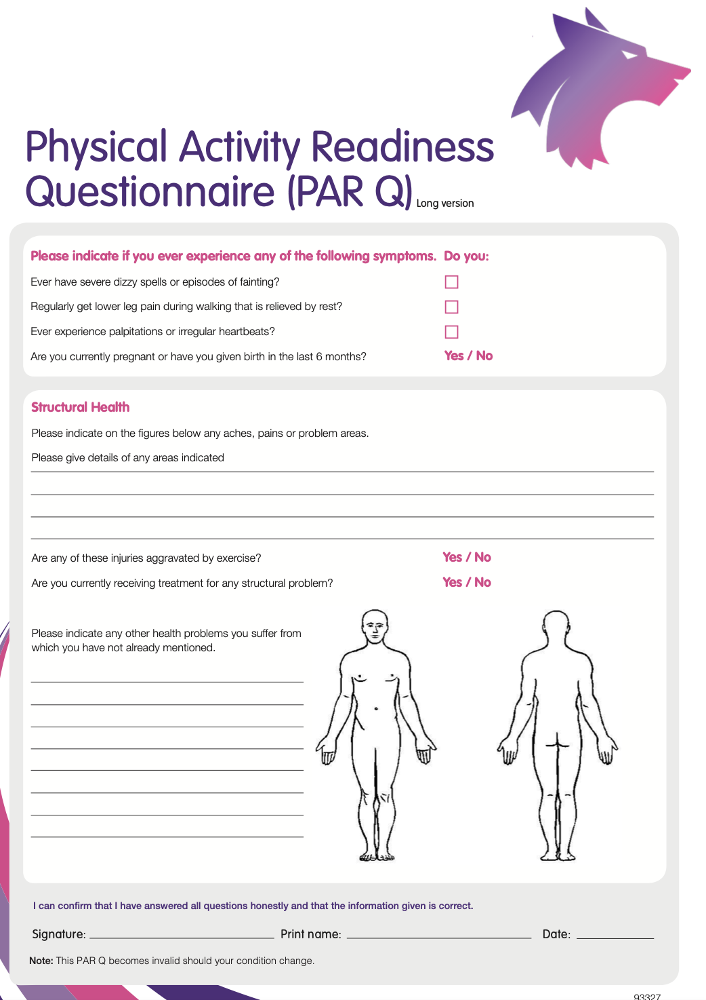 Physical Activity Readiness
Questionnaire (PAR Q) Long version
Please indicate if you ever experience any of the following symptoms. Do you:
Ever have severe dizzy spells or episodes of fainting?
Regularly get lower leg pain during walking that is relieved by rest?
Ever experience palpitations or irregular heartbeats?
Are you currently pregnant or have you given birth in the last 6 months? Yes / No
Structural Health
Please indicate on the figures below any aches, pains or problem areas.
Please give details of any areas indicated
Are any of these injuries aggravated by exercise? Yes / No
Are you currently receiving treatment for any structural problem? Yes / No
Please indicate any other health problems you suffer from
which you have not already mentioned.
I can confirm that I have answered all questions honestly and that the information given is correct.
Signature: Print name: Date:
Note: This PAR Q becomes invalid should your condition change.
93327